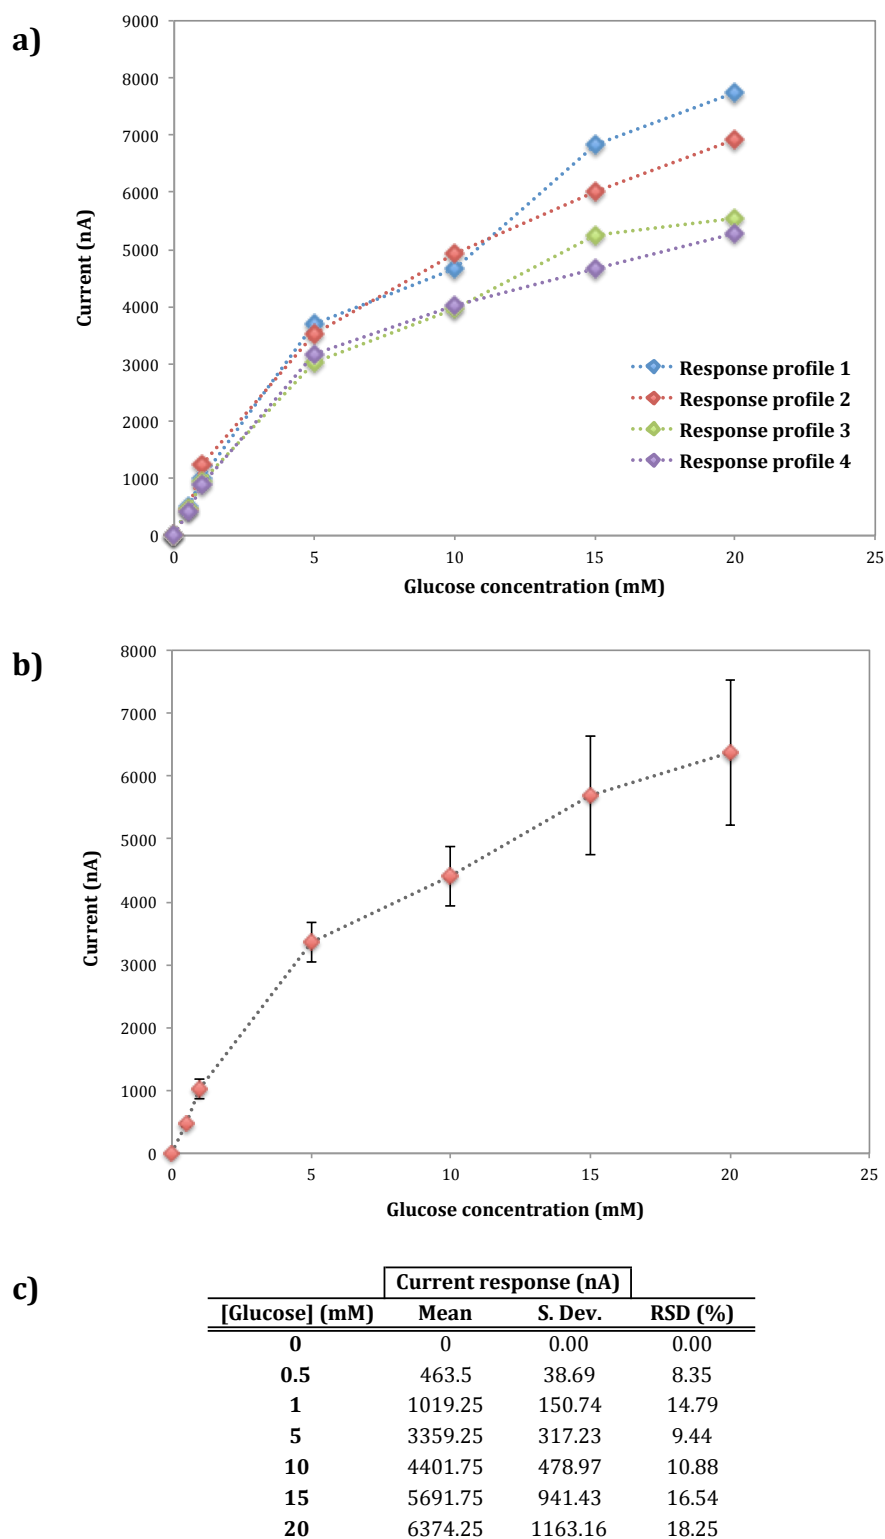 a)
9000
8000
7000
6000
5000
4000
3000
2000
1000
0
Current (nA)
0 5 10 15 20 25
Glucose concentration (mM)
Response profile 1
Response profile 2
Response profile 3
Response profile 4
b)
8000
7000
6000
5000
4000
3000
2000
1000
0
Current (nA)
0 5 10 15 20 25
Glucose concentration (mM)
c)
Current response (nA)
[Glucose] (mM) Mean S. Dev. RSD (%)
0 0 0.00 0.00
0.5 463.5 38.69 8.35
1 1019.25 150.74 14.79
5 3359.25 317.23 9.44
10 4401.75 478.97 10.88
15 5691.75 941.43 16.54
20 6374.25 1163.16 18.25